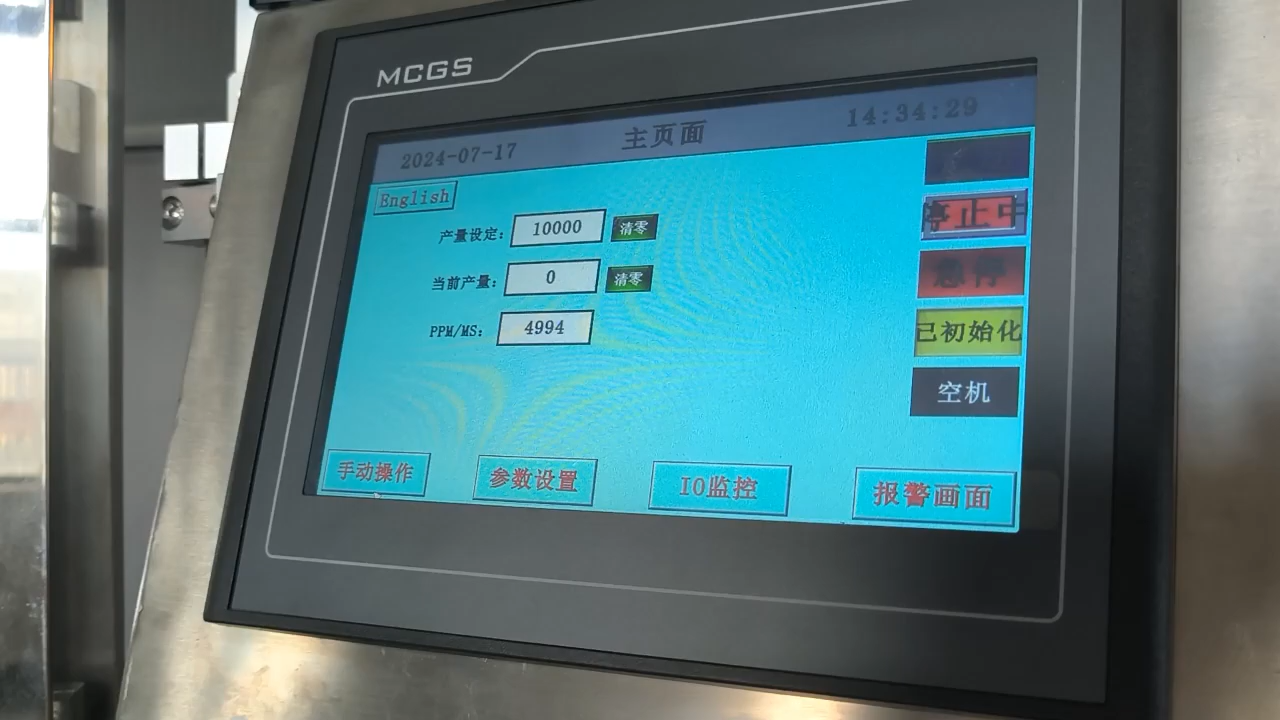 MCGS
2024-07-17 主页面 14:34:29
English
产量设定: 10000 清零
当前产量: 0 清零
PPM/MS: 4994
停止中
急停
已初始化
空机
手动操作 参数设置 IO监控 报警画面